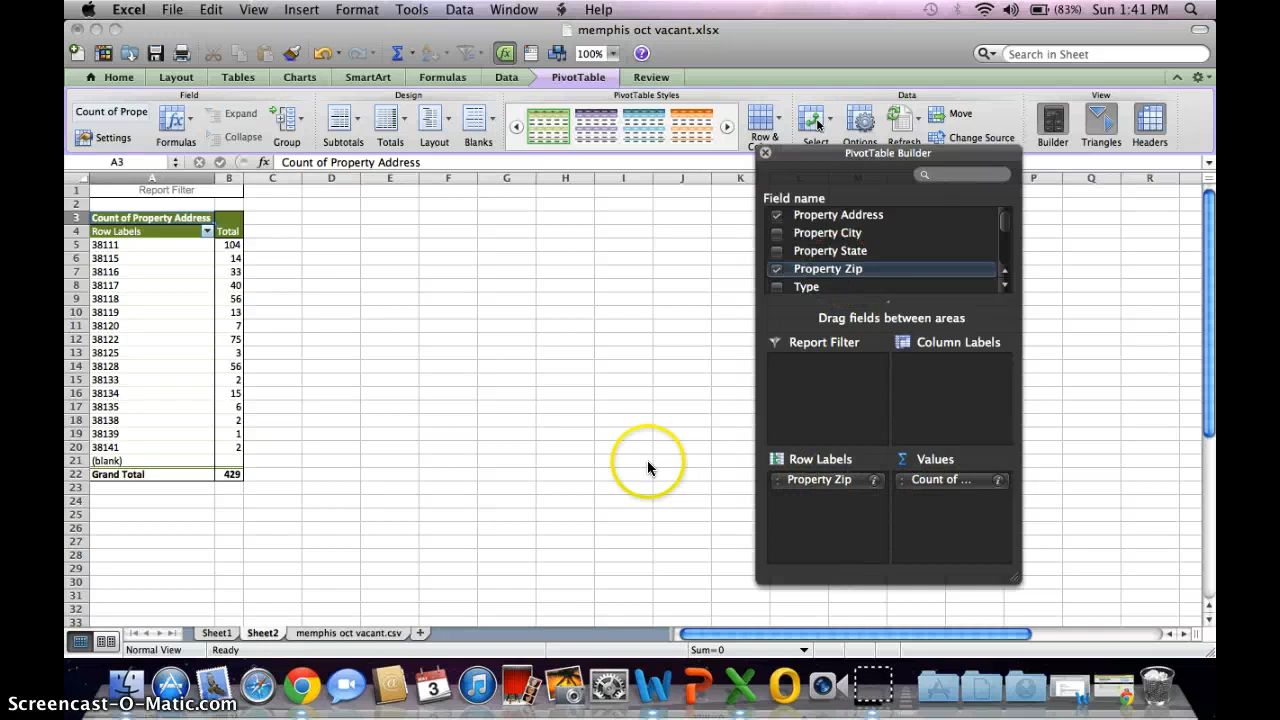 Excel File Edit View Insert Format Tools Data Window Help (83%) Sun 1:41 PM
memphis oct vacant.xlsx
100% Search in Sheet
Home Layout Tables Charts SmartArt Formulas Data PivotTable Review
Field Design PivotTable Styles Data View
Count of Prope Expand Move
Settings Collapse Change Source
Formulas Group Subtotals Totals Layout Blanks Row & Select Options Refresh Builder Triangles Headers
A3 fx Count of Property Address
A B C D E F G H I J K P Q R
1 Report Filter
2
3 Count of Property Address
4 Row Labels Total
5 38111 104
6 38115 14
7 38116 33
8 38117 40
9 38118 56
10 38119 13
11 38120 7
12 38122 75
13 38125 3
14 38128 56
15 38133 2
16 38134 15
17 38135 6
18 38138 2
19 38139 1
20 38141 2
21 (blank)
22 Grand Total 429
23
24
25
26
27
28
29
30
31
32
33
PivotTable Builder
Field name
Property Address
Property City
Property State
Property Zip
Type
Drag fields between areas
Report Filter Column Labels
Row Labels Values
Property Zip Count of ...
Sheet1 Sheet2 memphis oct vacant.csv
Normal View Ready Sum=0
3
Screencast-O-Matic.com